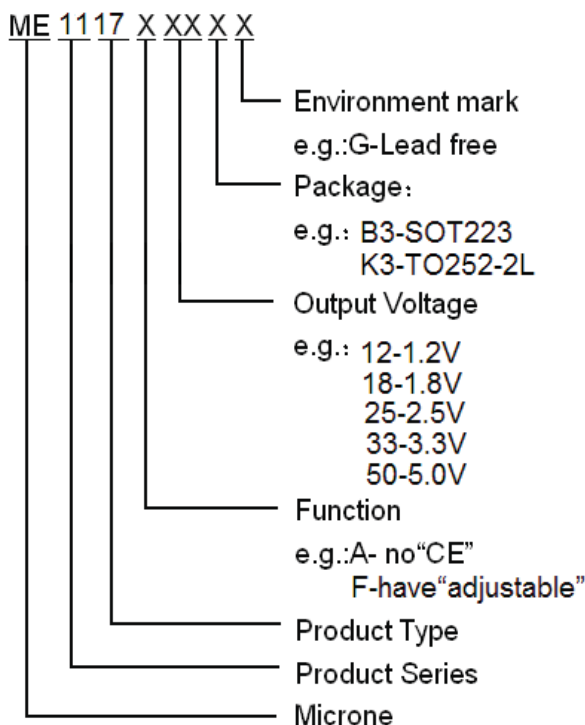 ME 11 17 X XX X X
Environment mark
e.g.:G-Lead free
Package：
e.g.：B3-SOT223
K3-TO252-2L
Output Voltage
e.g.：12-1.2V
18-1.8V
25-2.5V
33-3.3V
50-5.0V
Function
e.g.:A- no“CE”
F-have“adjustable”
Product Type
Product Series
Microne